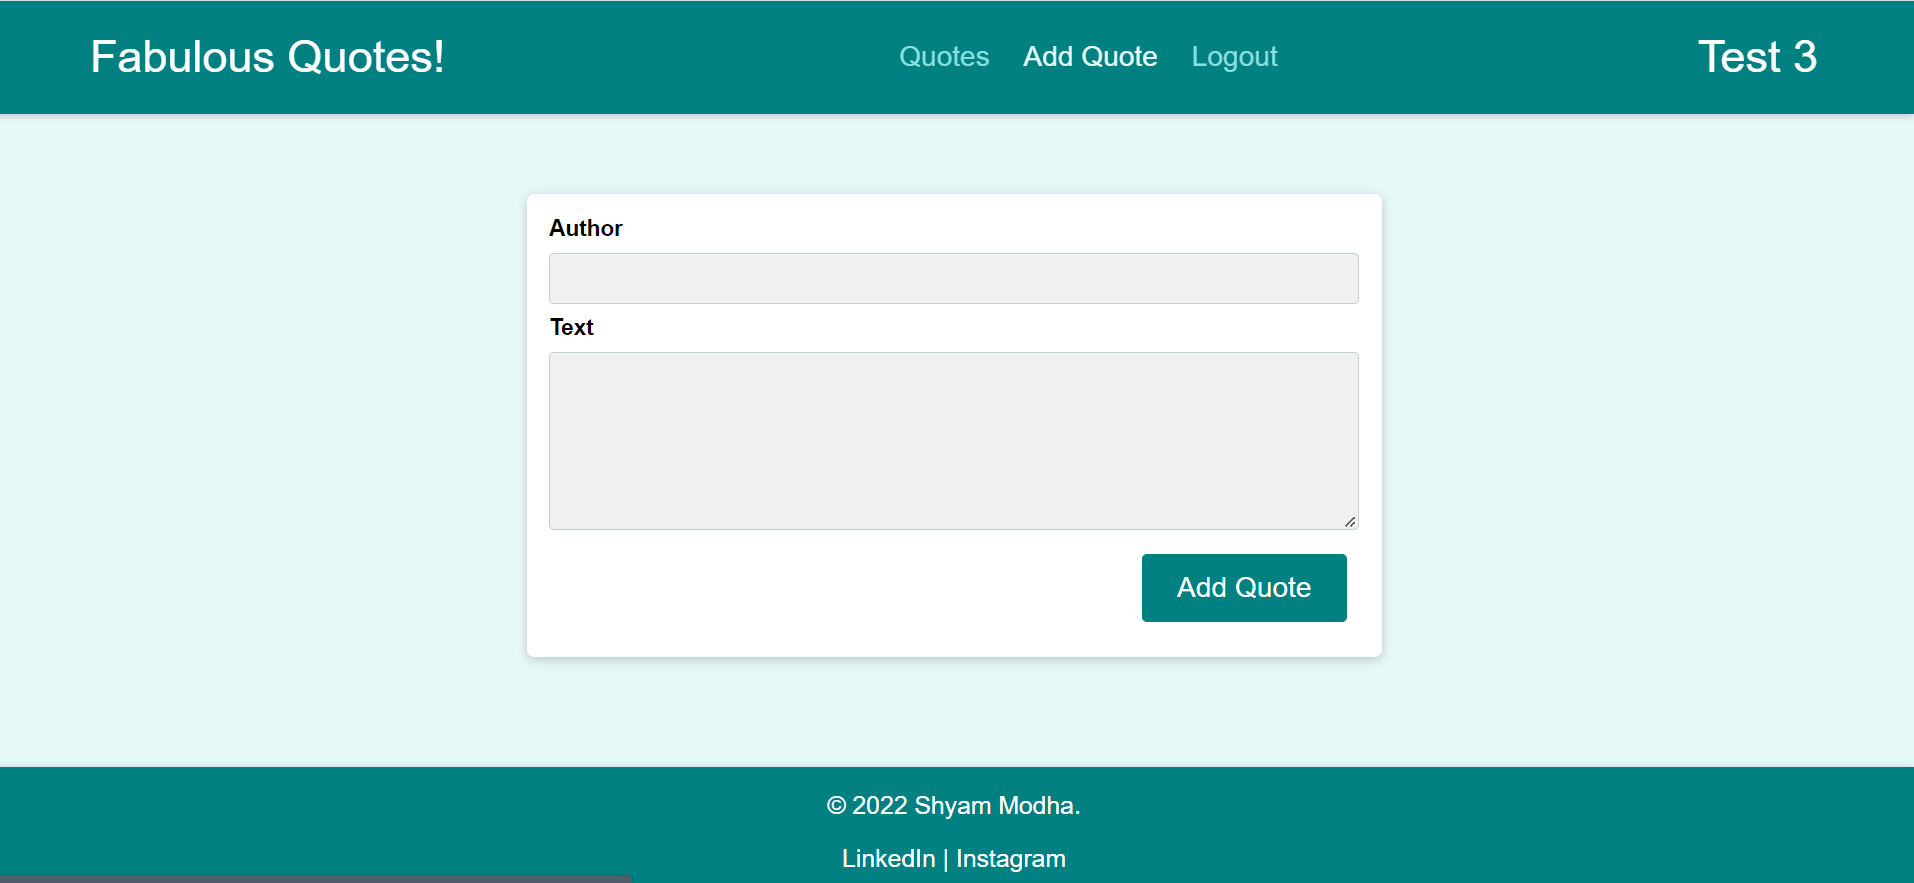 Fabulous Quotes! Quotes Add Quote Logout Test 3
Author
Text
Add Quote
© 2022 Shyam Modha.
LinkedIn | Instagram